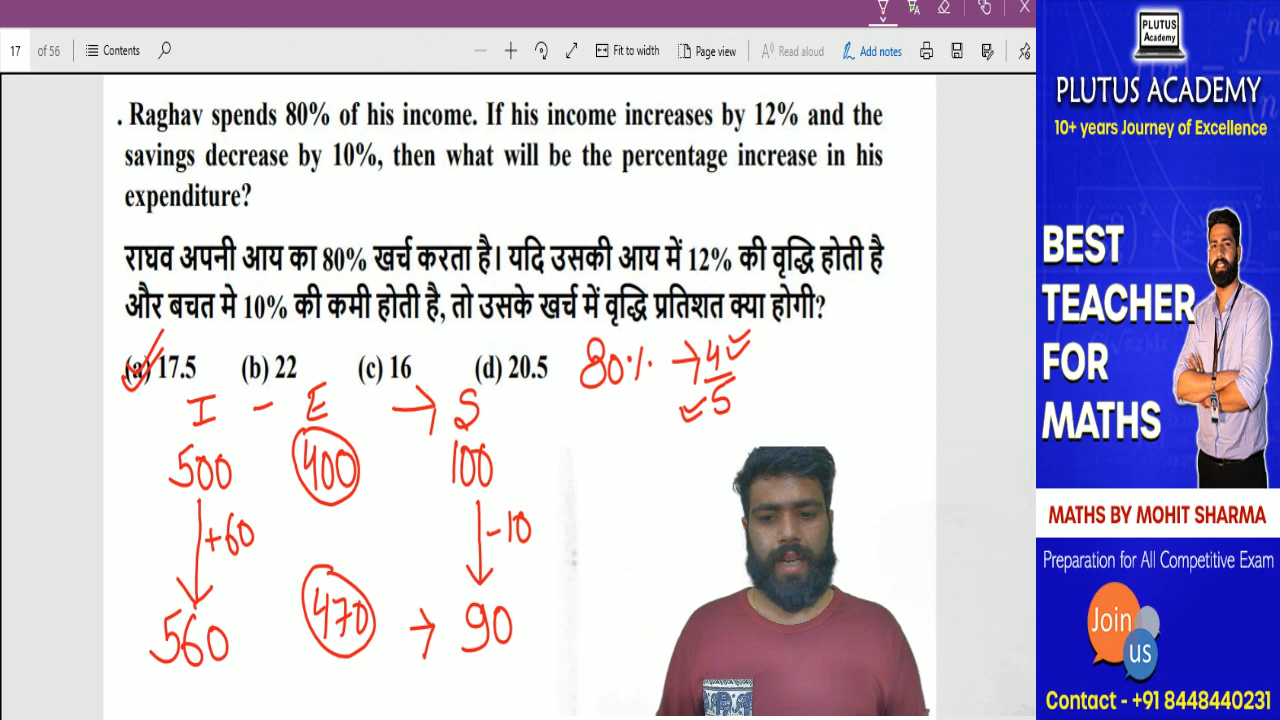 17 of 56 Contents Fit to width Page view Read aloud Add notes
. Raghav spends 80% of his income. If his income increases by 12% and the
savings decrease by 10%, then what will be the percentage increase in his
expenditure?
राघव अपनी आय का 80% खर्च करता है। यदि उसकी आय में 12% की वृद्धि होती है
और बचत मे 10% की कमी होती है, तो उसके खर्च में वृद्धि प्रतिशत क्या होगी?
(a) 17.5 (b) 22 (c) 16 (d) 20.5
80% → 4/5
I - E → S
500 400 100
+60 -10
560 470 → 90
PLUTUS
Academy
PLUTUS ACADEMY
10+ years Journey of Excellence
BEST
TEACHER
FOR
MATHS
MATHS BY MOHIT SHARMA
Preparation for All Competitive Exam
Join
us
Contact - +91 8448440231